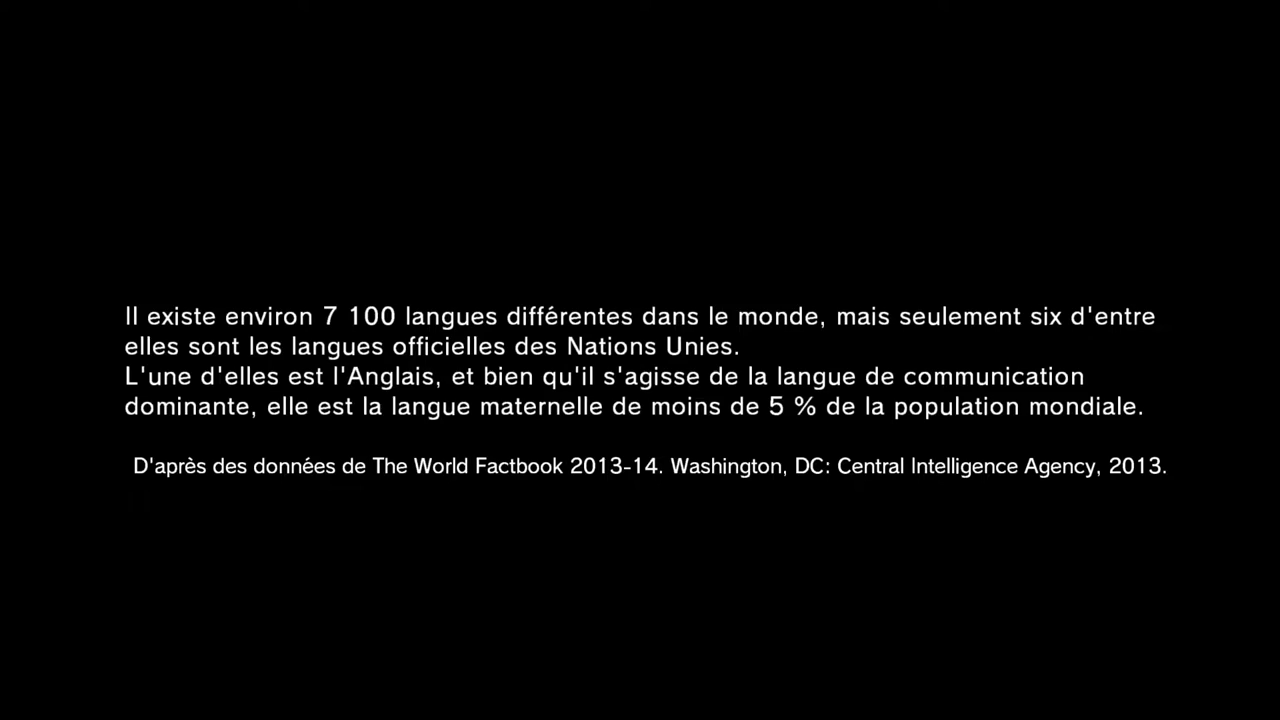 Il existe environ 7 100 langues différentes dans le monde, mais seulement six d'entre
elles sont les langues officielles des Nations Unies.
L'une d'elles est l'Anglais, et bien qu'il s'agisse de la langue de communication
dominante, elle est la langue maternelle de moins de 5 % de la population mondiale.
D'après des données de The World Factbook 2013-14. Washington, DC: Central Intelligence Agency, 2013.